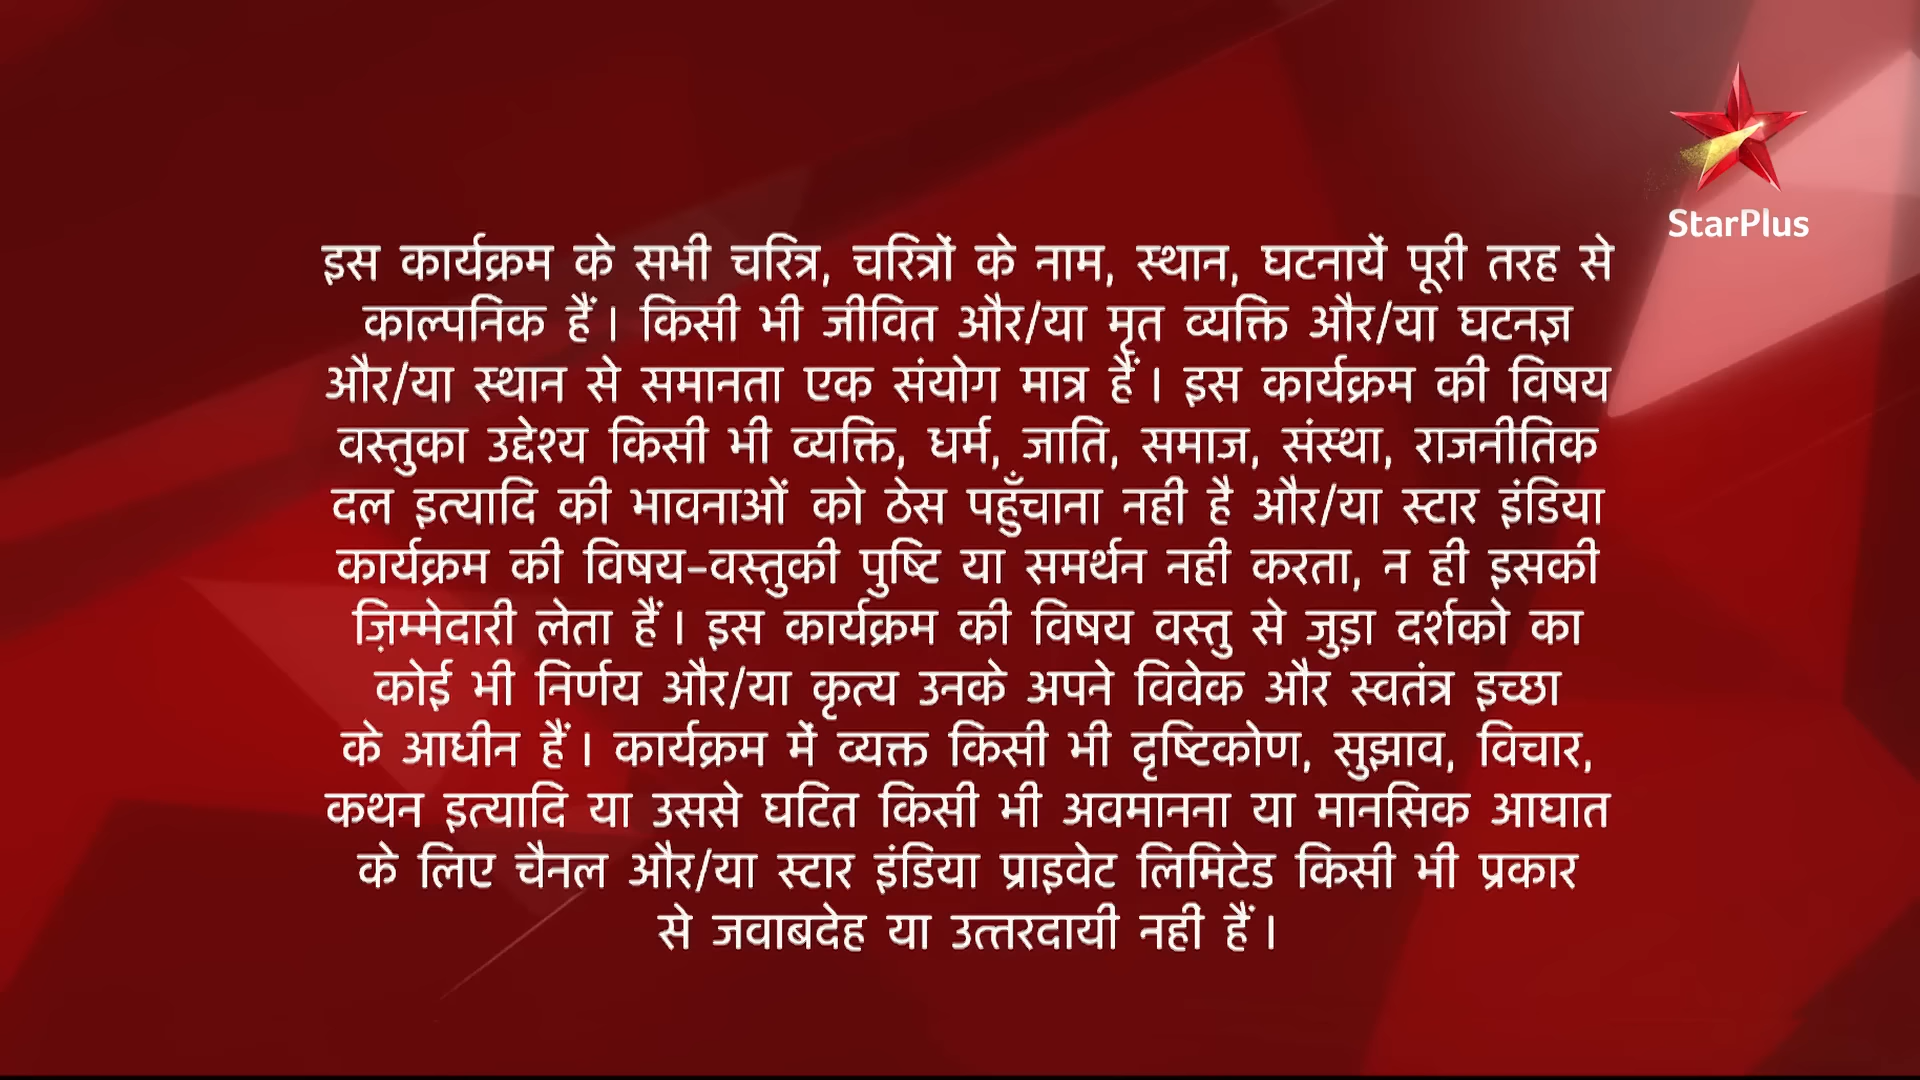 StarPlus
इस कार्यक्रम के सभी चरित्र, चरित्रों के नाम, स्थान, घटनायें पूरी तरह से
काल्पनिक हैं। किसी भी जीवित और/या मृत व्यक्ति और/या घटनज्ञ
और/या स्थान से समानता एक संयोग मात्र हैं। इस कार्यक्रम की विषय
वस्तुका उद्देश्य किसी भी व्यक्ति, धर्म, जाति, समाज, संस्था, राजनीतिक
दल इत्यादि की भावनाओं को ठेस पहुँचाना नही है और/या स्टार इंडिया
कार्यक्रम की विषय-वस्तुकी पुष्टि या समर्थन नही करता, न ही इसकी
ज़िम्मेदारी लेता हैं। इस कार्यक्रम की विषय वस्तु से जुड़ा दर्शको का
कोई भी निर्णय और/या कृत्य उनके अपने विवेक और स्वतंत्र इच्छा
के आधीन हैं। कार्यक्रम में व्यक्त किसी भी दृष्टिकोण, सुझाव, विचार,
कथन इत्यादि या उससे घटित किसी भी अवमानना या मानसिक आघात
के लिए चैनल और/या स्टार इंडिया प्राइवेट लिमिटेड किसी भी प्रकार
से जवाबदेह या उत्तरदायी नही हैं।